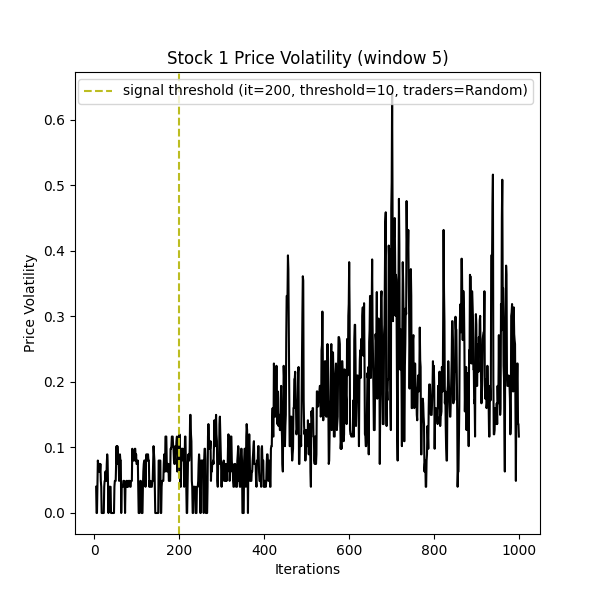 Stock 1 Price Volatility (window 5)
signal threshold (it=200, threshold=10, traders=Random)
Price Volatility
0.6
0.5
0.4
0.3
0.2
0.1
0.0
0 200 400 600 800 1000
Iterations